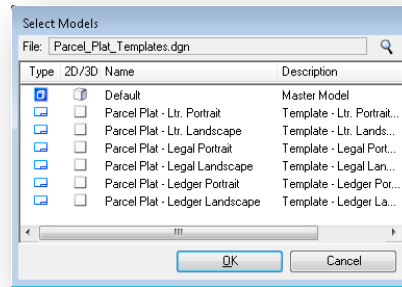 Select Models
File: Parcel_Plat_Templates.dgn
Type 2D/3D Name Description
Default Master Model
Parcel Plat - Ltr. Portrait Template - Ltr. Portrait...
Parcel Plat - Ltr. Landscape Template - Ltr. Lands...
Parcel Plat - Legal Portrait Template - Legal Port...
Parcel Plat - Legal Landscape Template - Legal Lan...
Parcel Plat - Ledger Portrait Template - Ledger Por...
Parcel Plat - Ledger Landscape Template - Ledger La...
OK Cancel